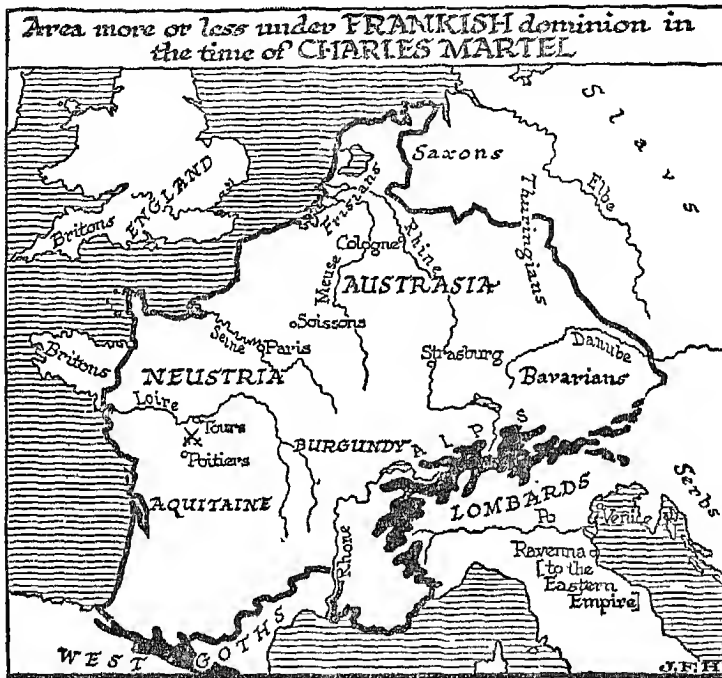 Area more or less under FRANKISH dominion in
the time of CHARLES MARTEL
Slavs
Saxons
Elbe
ENGLAND
Britons
Frisians
Thuringians
Cologne
Rhine
Meuse
AUSTRASIA
Soissons
Seine
Paris
Strasburg
Danube
Bavarians
Britons
NEUSTRIA
Loire
Tours
Poitiers
BURGUNDY
ALPS
AQUITAINE
LOMBARDS
Po
Venice
Serbs
Rhone
Ravenna
[to the
Eastern
Empire]
WEST GOTHS
J.F.H